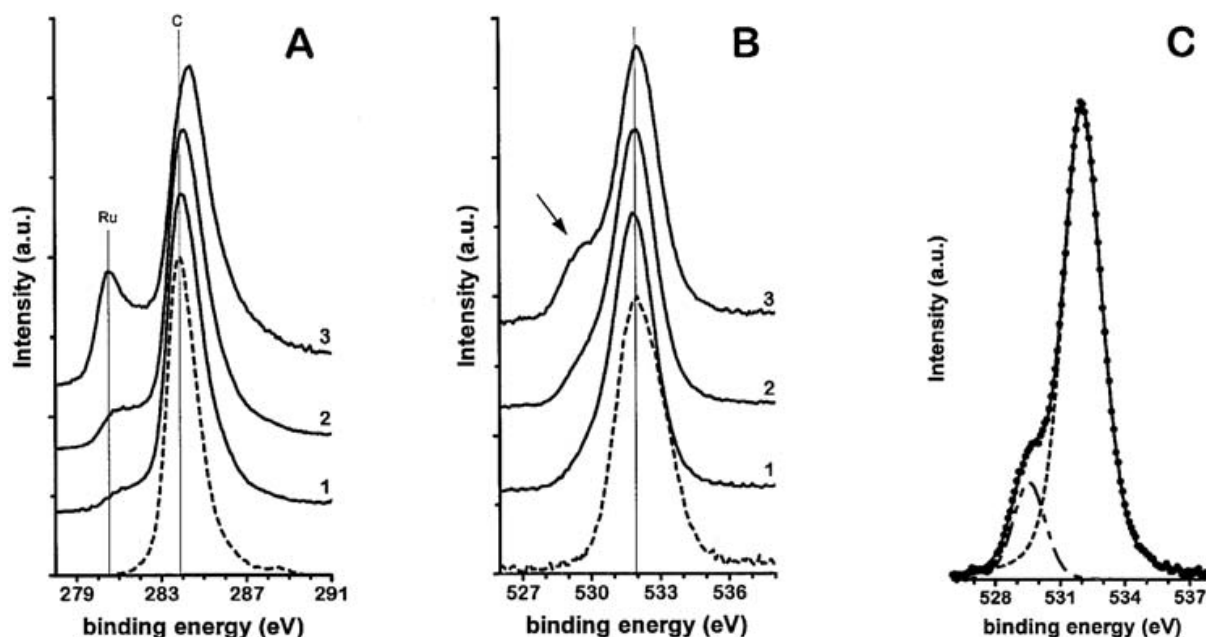 A
C
Ru
3
2
1
Intensity (a.u.)
279 283 287 291
binding energy (eV)
B
3
2
1
Intensity (a.u.)
527 530 533 536
binding energy (eV)
C
Intensity (a.u.)
528 531 534 537
binding energy (eV)